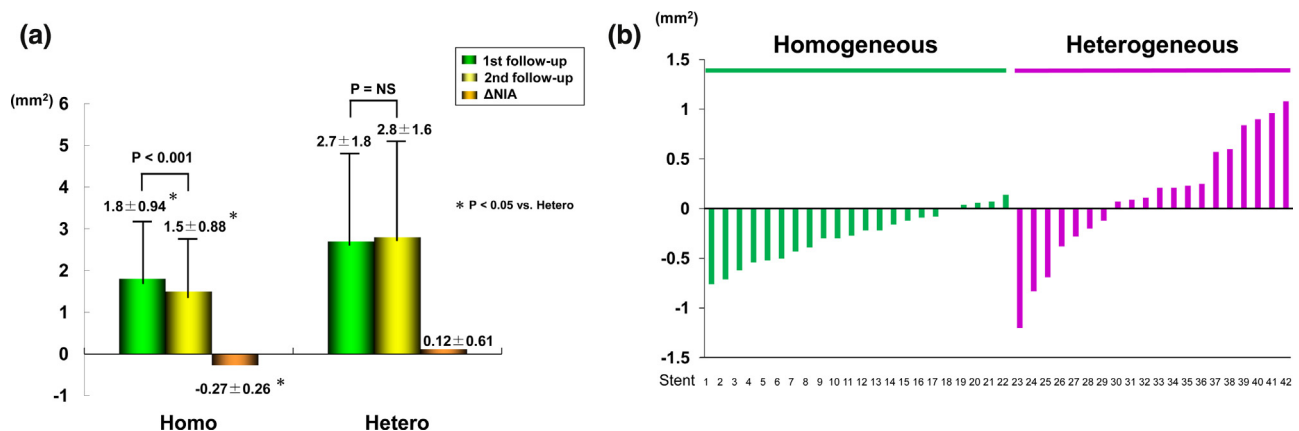 (a)
1st follow-up
2nd follow-up
ΔNIA
(mm²)
6
5
4
3
2
1
0
-1
P = NS
2.7±1.8
2.8±1.6
P < 0.001
1.8±0.94 *
1.5±0.88 *
* P < 0.05 vs. Hetero
0.12±0.61
-0.27±0.26 *
Homo Hetero
(b)
(mm²)
Homogeneous Heterogeneous
1.5
1
0.5
0
-0.5
-1
-1.5
Stent 1 2 3 4 5 6 7 8 9 10 11 12 13 14 15 16 17 18 19 20 21 22 23 24 25 26 27 28 29 30 32 33 34 35 36 37 38 39 40 41 42